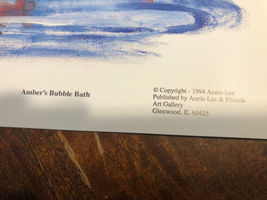 Amber's Bubble Bath
© Copyright - 1994 Annie Lee
Published by Annie Lee & Friends
Art Gallery
Glenwood, IL 60425